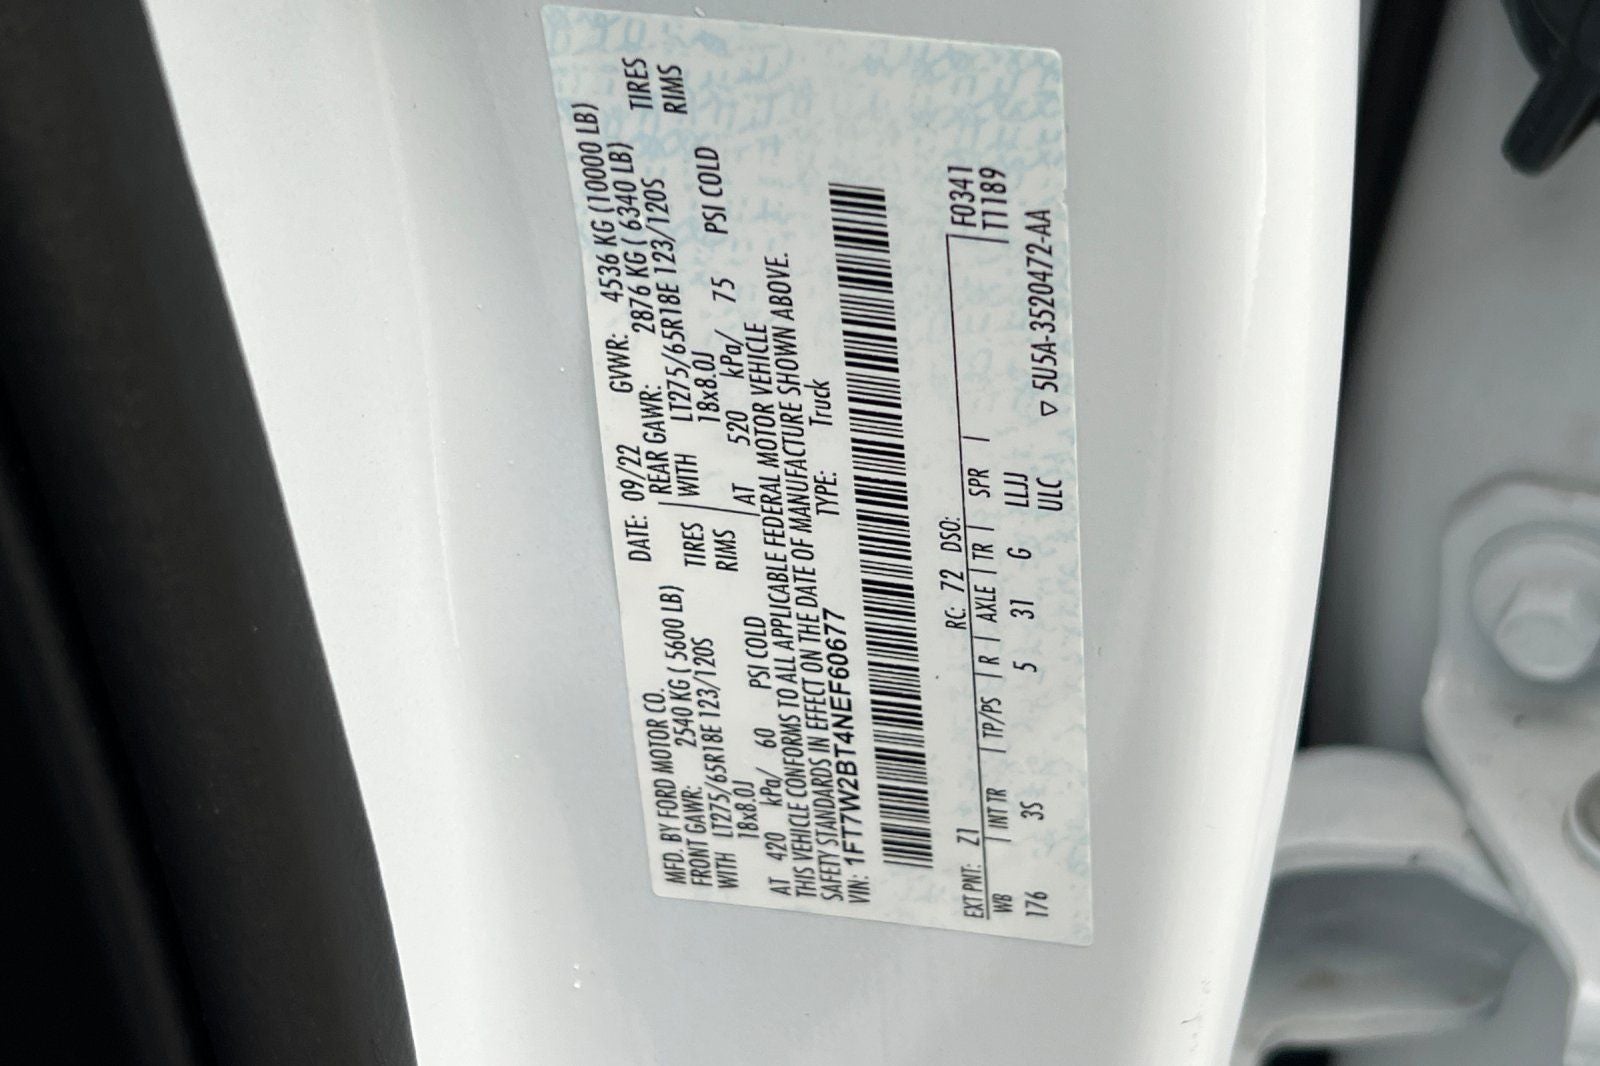 MFD. BY FORD MOTOR CO. DATE: 09/22 GVWR: 4536 KG (10000 LB)
FRONT GAWR: 2540 KG ( 5600 LB) REAR GAWR: 2876 KG ( 6340 LB)
WITH LT275/65R18E 123/120S TIRES WITH LT275/65R18E 123/120S TIRES
18x8.0J RIMS 18x8.0J RIMS
AT 420 kPa/ 60 PSI COLD AT 520 kPa/ 75 PSI COLD
THIS VEHICLE CONFORMS TO ALL APPLICABLE FEDERAL MOTOR VEHICLE
SAFETY STANDARDS IN EFFECT ON THE DATE OF MANUFACTURE SHOWN ABOVE.
VIN: 1FT7W2BT4NEF60677 TYPE: Truck
EXT PNT: Z1 RC: 72 DSO: F0341
WB INT TR TP/PS R AXLE TR SPR T1189
176 3S 5 31 G LLJJ
ULC ▽ 5U5A-3520472-AA